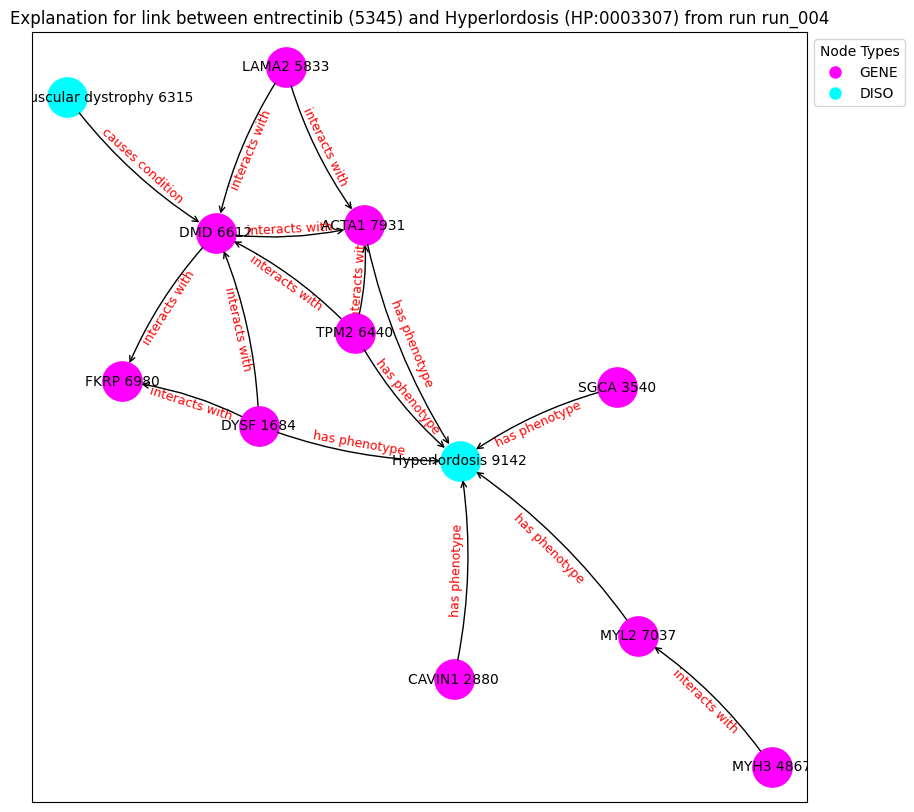 Explanation for link between entrectinib (5345) and Hyperlordosis (HP:0003307) from run run_004
Node Types
GENE
DISO
LAMA2 5833
uscular dystrophy 6315
causes condition
interacts with
interacts with
DMD 6612
interacts with
ACTA1 7931
interacts with
interacts with
interacts with
interacts with
TPM2 6440
has phenotype
has phenotype
FKRP 6980
interacts with
DYSF 1684
has phenotype
SGCA 3540
has phenotype
Hyperlordosis 9142
has phenotype
has phenotype
MYL2 7037
CAVIN1 2880
interacts with
MYH3 4867